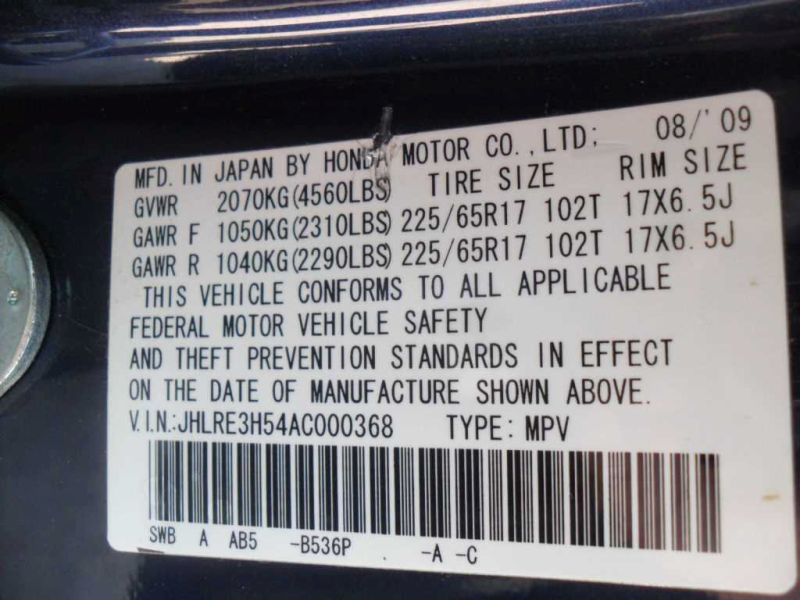 MFD. IN JAPAN BY HONDA MOTOR CO., LTD; 08/'09
GVWR 2070KG(4560LBS) TIRE SIZE RIM SIZE
GAWR F 1050KG(2310LBS) 225/65R17 102T 17X6.5J
GAWR R 1040KG(2290LBS) 225/65R17 102T 17X6.5J
THIS VEHICLE CONFORMS TO ALL APPLICABLE
FEDERAL MOTOR VEHICLE SAFETY
AND THEFT PREVENTION STANDARDS IN EFFECT
ON THE DATE OF MANUFACTURE SHOWN ABOVE.
V.I.N.:JHLRE3H54AC000368 TYPE: MPV
SWB A AB5 -B536P . -A -C